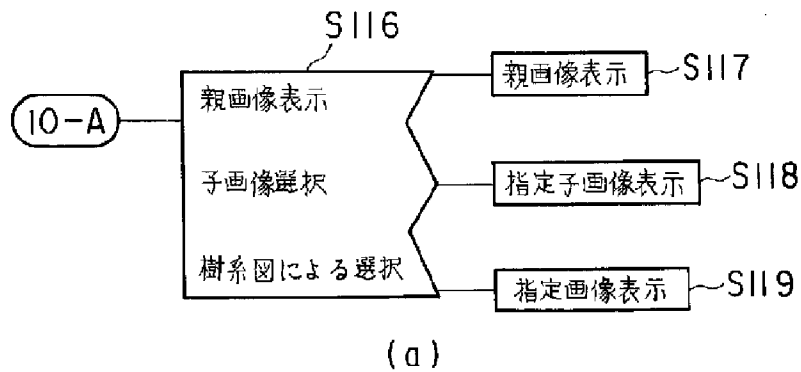 S116
親画像表示
S117
10-A
親画像表示
子画像選択
指定子画像表示
S118
樹系図による選択
指定画像表示
S119
(a)